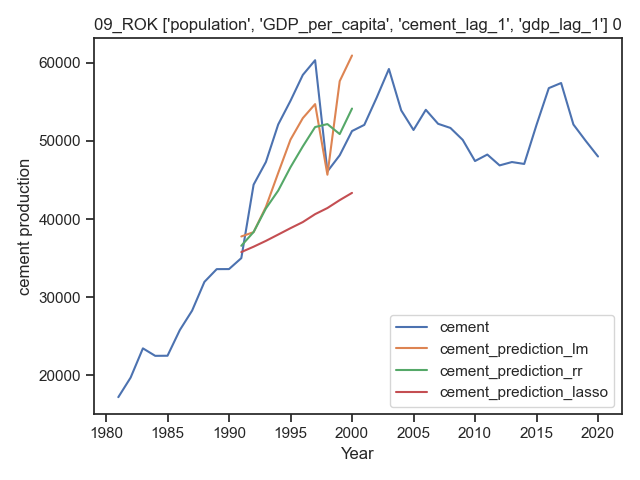 09_ROK ['population', 'GDP_per_capita', 'cement_lag_1', 'gdp_lag_1'] 0
cement production
60000
50000
40000
30000
20000
cement
cement_prediction_lm
cement_prediction_rr
cement_prediction_lasso
1980 1985 1990 1995 2000 2005 2010 2015 2020
Year